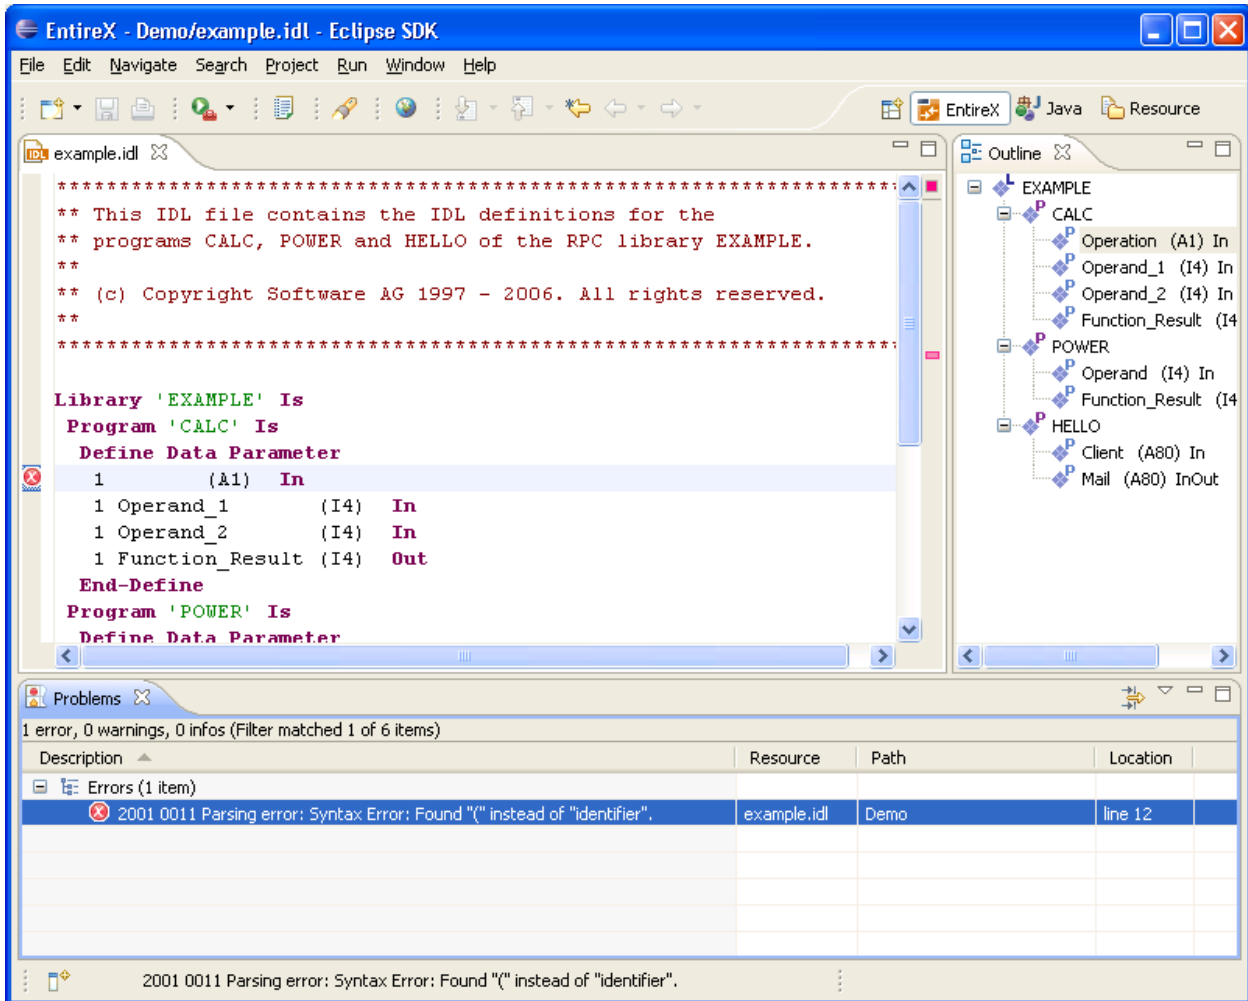 EntireX - Demo/example.idl - Eclipse SDK
File Edit Navigate Search Project Run Window Help
EntireX Java Resource
example.idl
*******************************************************************
** This IDL file contains the IDL definitions for the
** programs CALC, POWER and HELLO of the RPC library EXAMPLE.
**
** (c) Copyright Software AG 1997 - 2006. All rights reserved.
**
*******************************************************************
Library 'EXAMPLE' Is
Program 'CALC' Is
Define Data Parameter
1 (A1) In
1 Operand_1 (I4) In
1 Operand_2 (I4) In
1 Function_Result (I4) Out
End-Define
Program 'POWER' Is
Define Data Parameter
Outline
EXAMPLE
CALC
Operation (A1) In
Operand_1 (I4) In
Operand_2 (I4) In
Function_Result (I4
POWER
Operand (I4) In
Function_Result (I4
HELLO
Client (A80) In
Mail (A80) InOut
Problems
1 error, 0 warnings, 0 infos (Filter matched 1 of 6 items)
Description Resource Path Location
Errors (1 item)
2001 0011 Parsing error: Syntax Error: Found "(" instead of "identifier". example.idl Demo line 12
2001 0011 Parsing error: Syntax Error: Found "(" instead of "identifier".